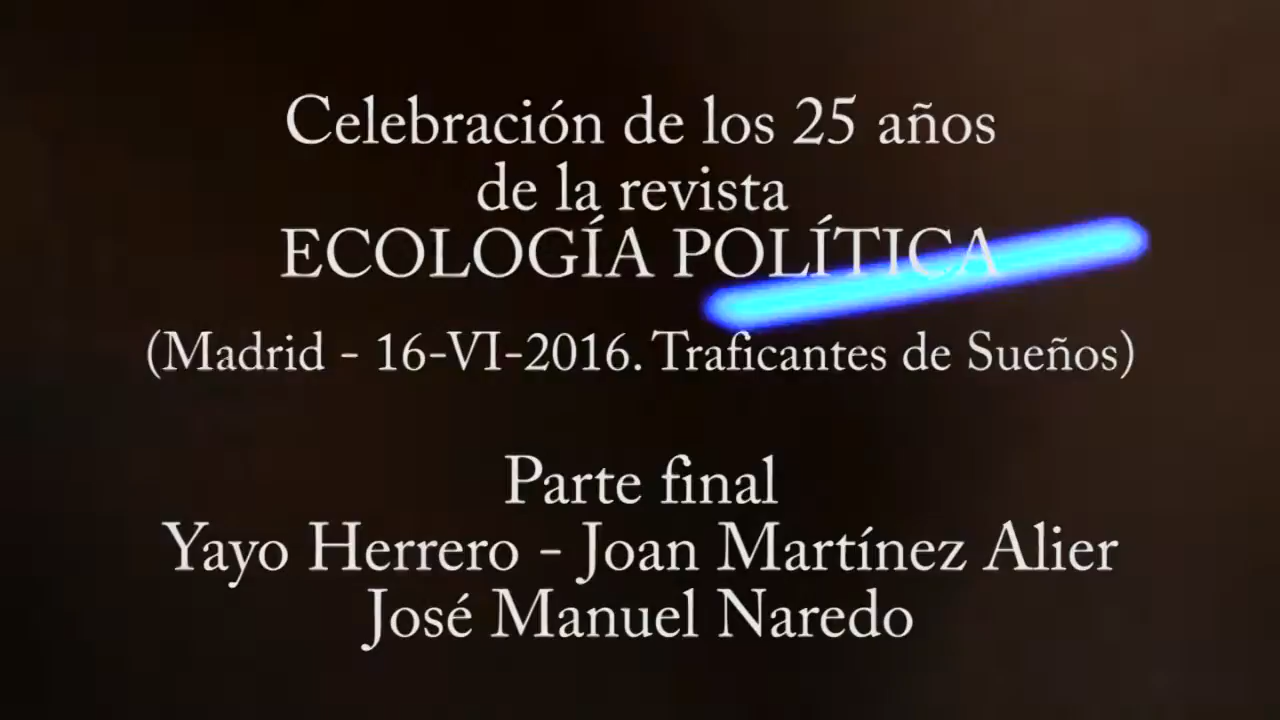 Celebración de los 25 años
de la revista
ECOLOGÍA POLÍTICA
(Madrid - 16-VI-2016. Traficantes de Sueños)
Parte final
Yayo Herrero - Joan Martínez Alier
José Manuel Naredo